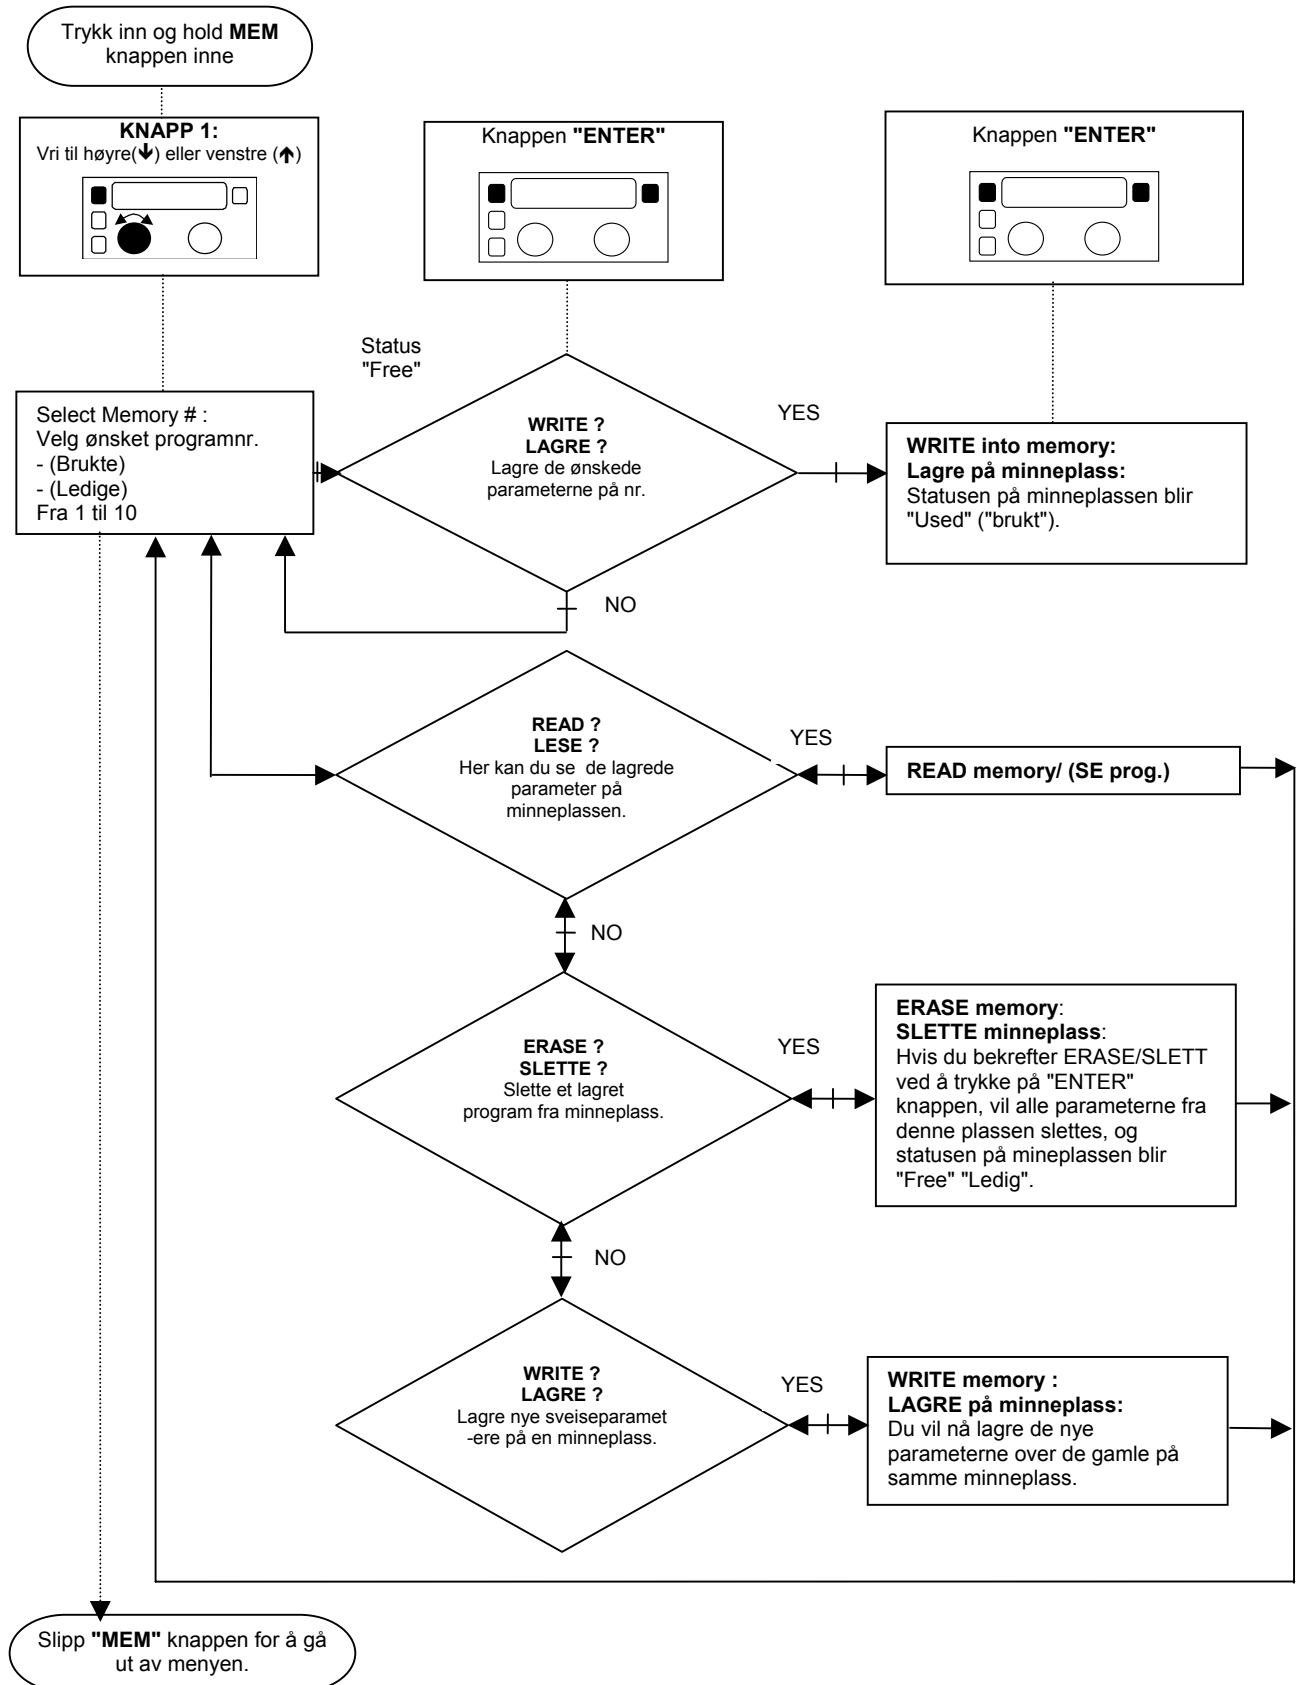 Trykk inn og hold MEM
knappen inne
KNAPP 1:
Vri til høyre(🡻) eller venstre (🡹)
Knappen "ENTER"
Knappen "ENTER"
Status
"Free"
Select Memory # :
Velg ønsket programnr.
- (Brukte)
- (Ledige)
Fra 1 til 10
WRITE ?
LAGRE ?
Lagre de ønskede
parameterne på nr.
YES
WRITE into memory:
Lagre på minneplass:
Statusen på minneplassen blir
"Used" ("brukt").
NO
READ ?
LESE ?
Her kan du se de lagrede
parameter på
minneplassen.
YES
READ memory/ (SE prog.)
NO
ERASE ?
SLETTE ?
Slette et lagret
program fra minneplass.
YES
ERASE memory:
SLETTE minneplass:
Hvis du bekrefter ERASE/SLETT
ved å trykke på "ENTER"
knappen, vil alle parameterne fra
denne plassen slettes, og
statusen på mineplassen blir
"Free" "Ledig".
NO
WRITE ?
LAGRE ?
Lagre nye sveiseparamet
-ere på en minneplass.
YES
WRITE memory :
LAGRE på minneplass:
Du vil nå lagre de nye
parameterne over de gamle på
samme minneplass.
Slipp "MEM" knappen for å gå
ut av menyen.